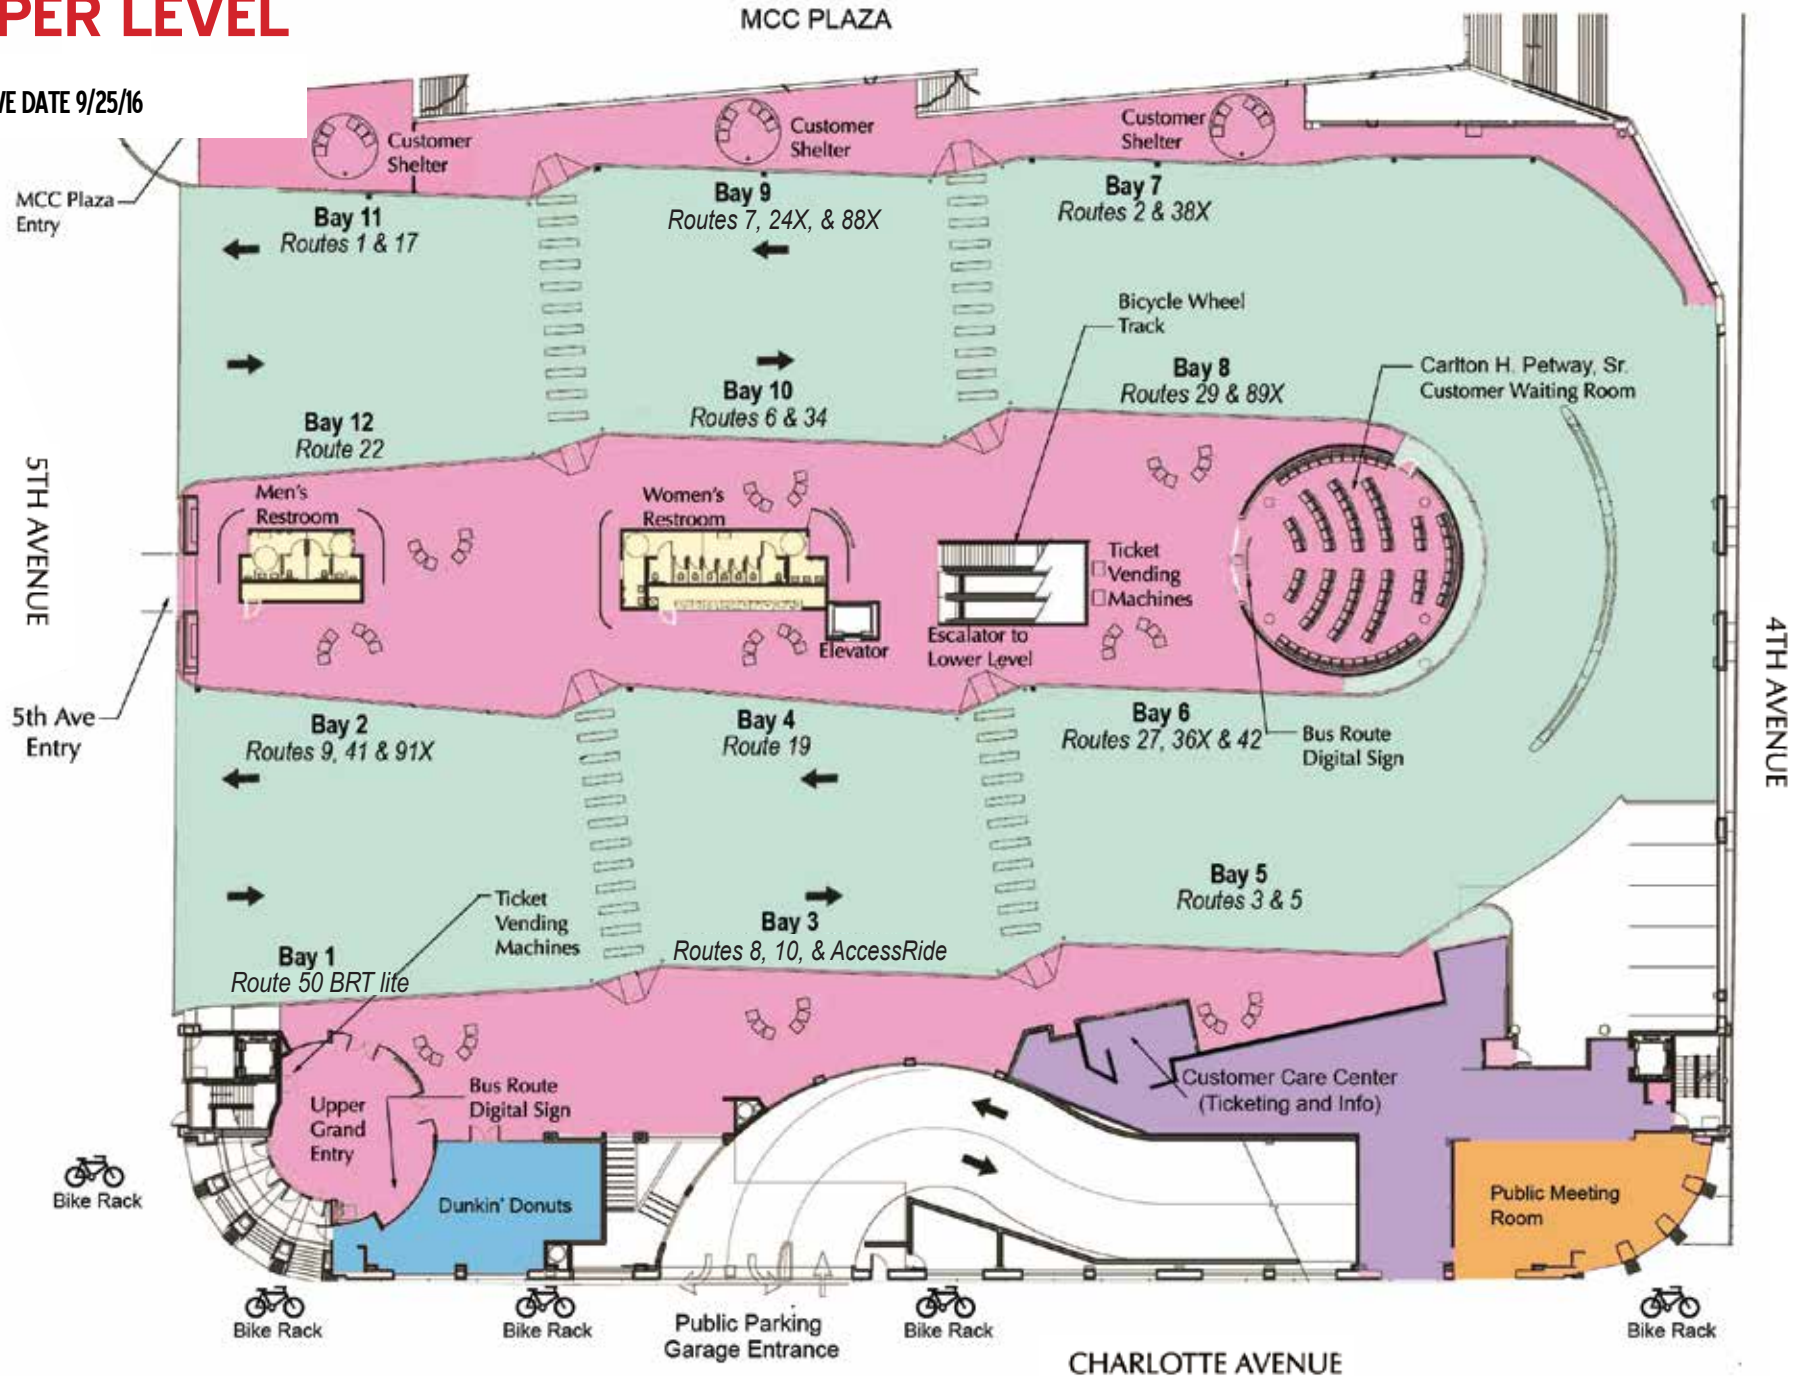 PER LEVEL
VE DATE 9/25/16
MCC PLAZA
Customer
Shelter
Customer
Shelter
Customer
Shelter
MCC Plaza
Entry
Bay 11
Routes 1 & 17
Bay 9
Routes 7, 24X, & 88X
Bay 7
Routes 2 & 38X
Bicycle Wheel
Track
Bay 12
Route 22
Bay 10
Routes 6 & 34
Bay 8
Routes 29 & 89X
Carlton H. Petway, Sr.
Customer Waiting Room
5TH AVENUE
Men's
Restroom
Women's
Restroom
Ticket
Vending
Machines
Elevator
Escalator to
Lower Level
4TH AVENUE
5th Ave
Entry
Bay 2
Routes 9, 41 & 91X
Bay 4
Route 19
Bay 6
Routes 27, 36X & 42
Bus Route
Digital Sign
Bay 1
Route 50 BRT lite
Ticket
Vending
Machines
Bay 3
Routes 8, 10, & AccessRide
Bay 5
Routes 3 & 5
Upper
Grand
Entry
Bus Route
Digital Sign
Customer Care Center
(Ticketing and Info)
Dunkin' Donuts
Public Meeting
Room
Bike Rack
Bike Rack
Bike Rack
Public Parking
Garage Entrance
Bike Rack
Bike Rack
CHARLOTTE AVENUE